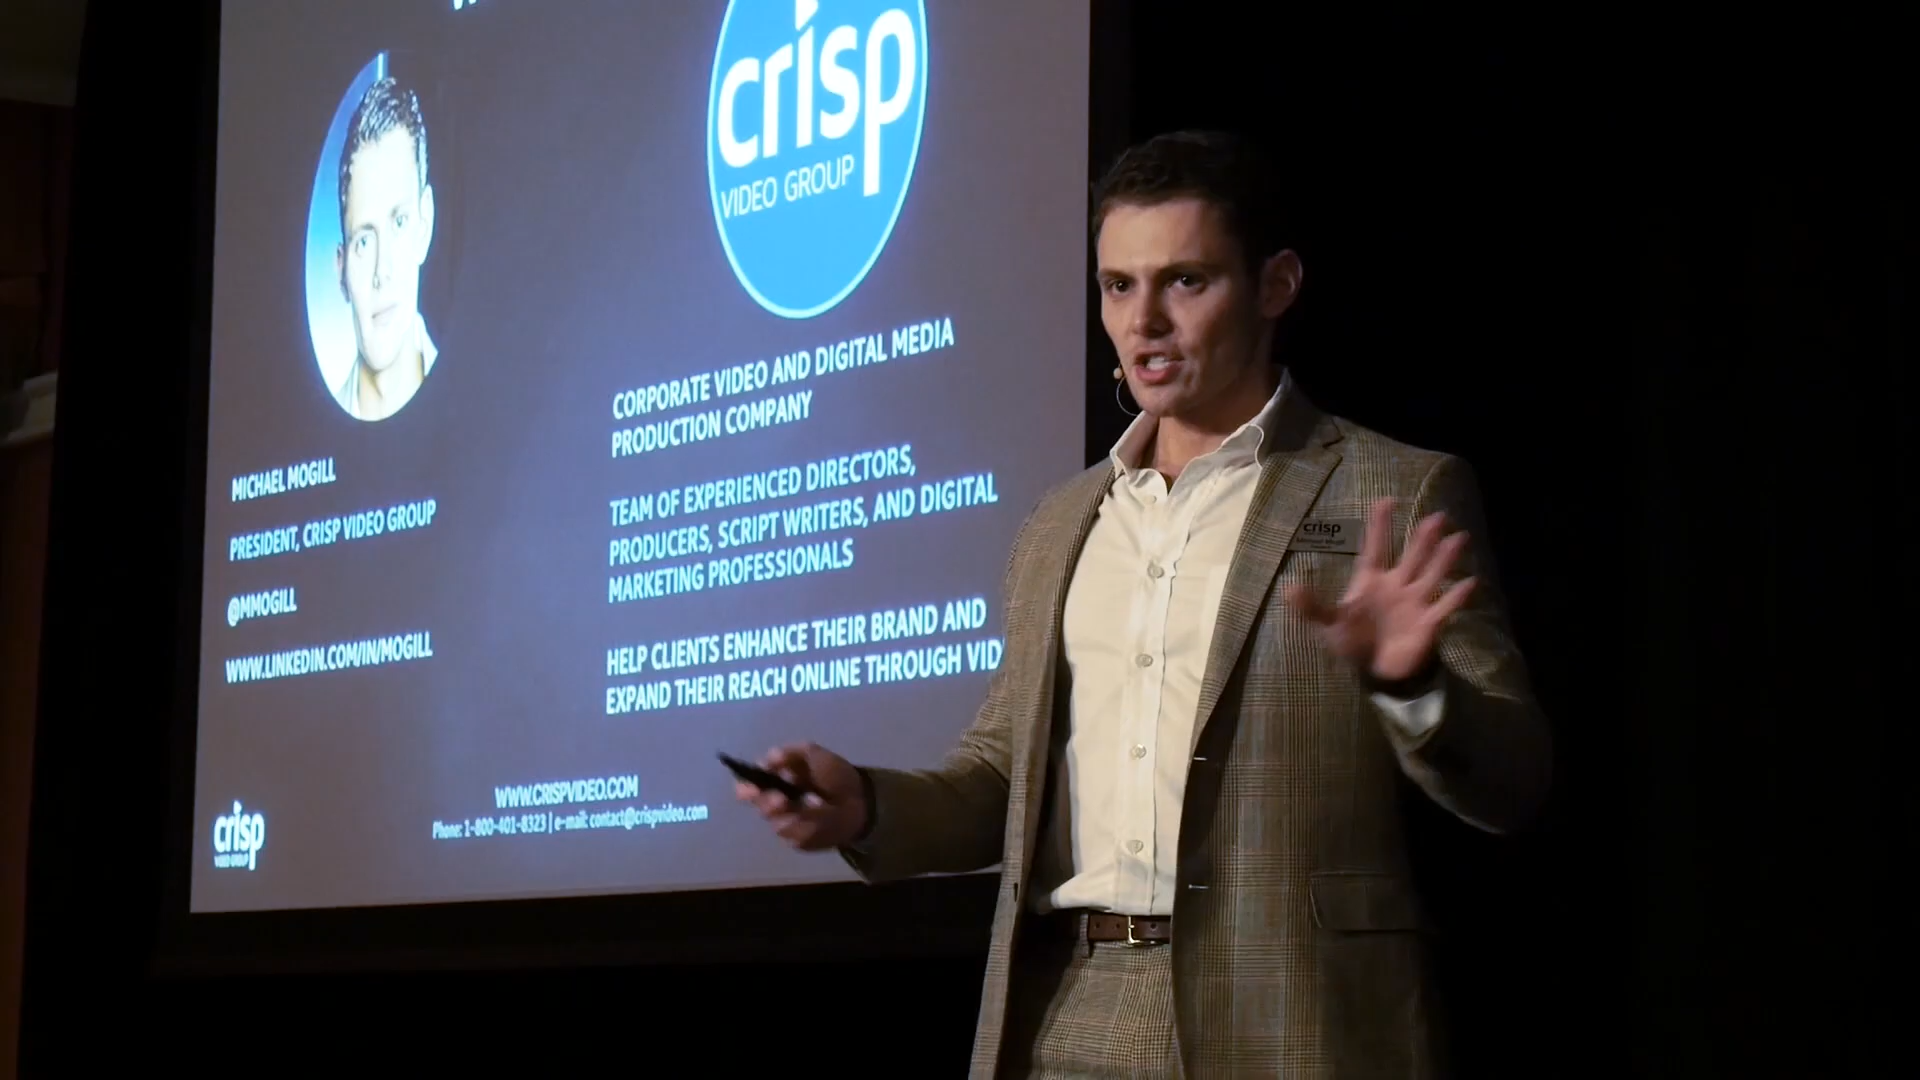 crisp
VIDEO GROUP
MICHAEL MOGILL
PRESIDENT, CRISP VIDEO GROUP
@MMOGILL
WWW.LINKEDIN.COM/IN/MOGILL
CORPORATE VIDEO AND DIGITAL MEDIA
PRODUCTION COMPANY
TEAM OF EXPERIENCED DIRECTORS,
PRODUCERS, SCRIPT WRITERS, AND DIGITAL
MARKETING PROFESSIONALS
HELP CLIENTS ENHANCE THEIR BRAND AND
EXPAND THEIR REACH ONLINE THROUGH VID
WWW.CRISPVIDEO.COM
Phone: 1-800-401-8323 | e-mail: contact@crispvideo.com
crisp
VIDEO GROUP
crisp
Michael Mogill